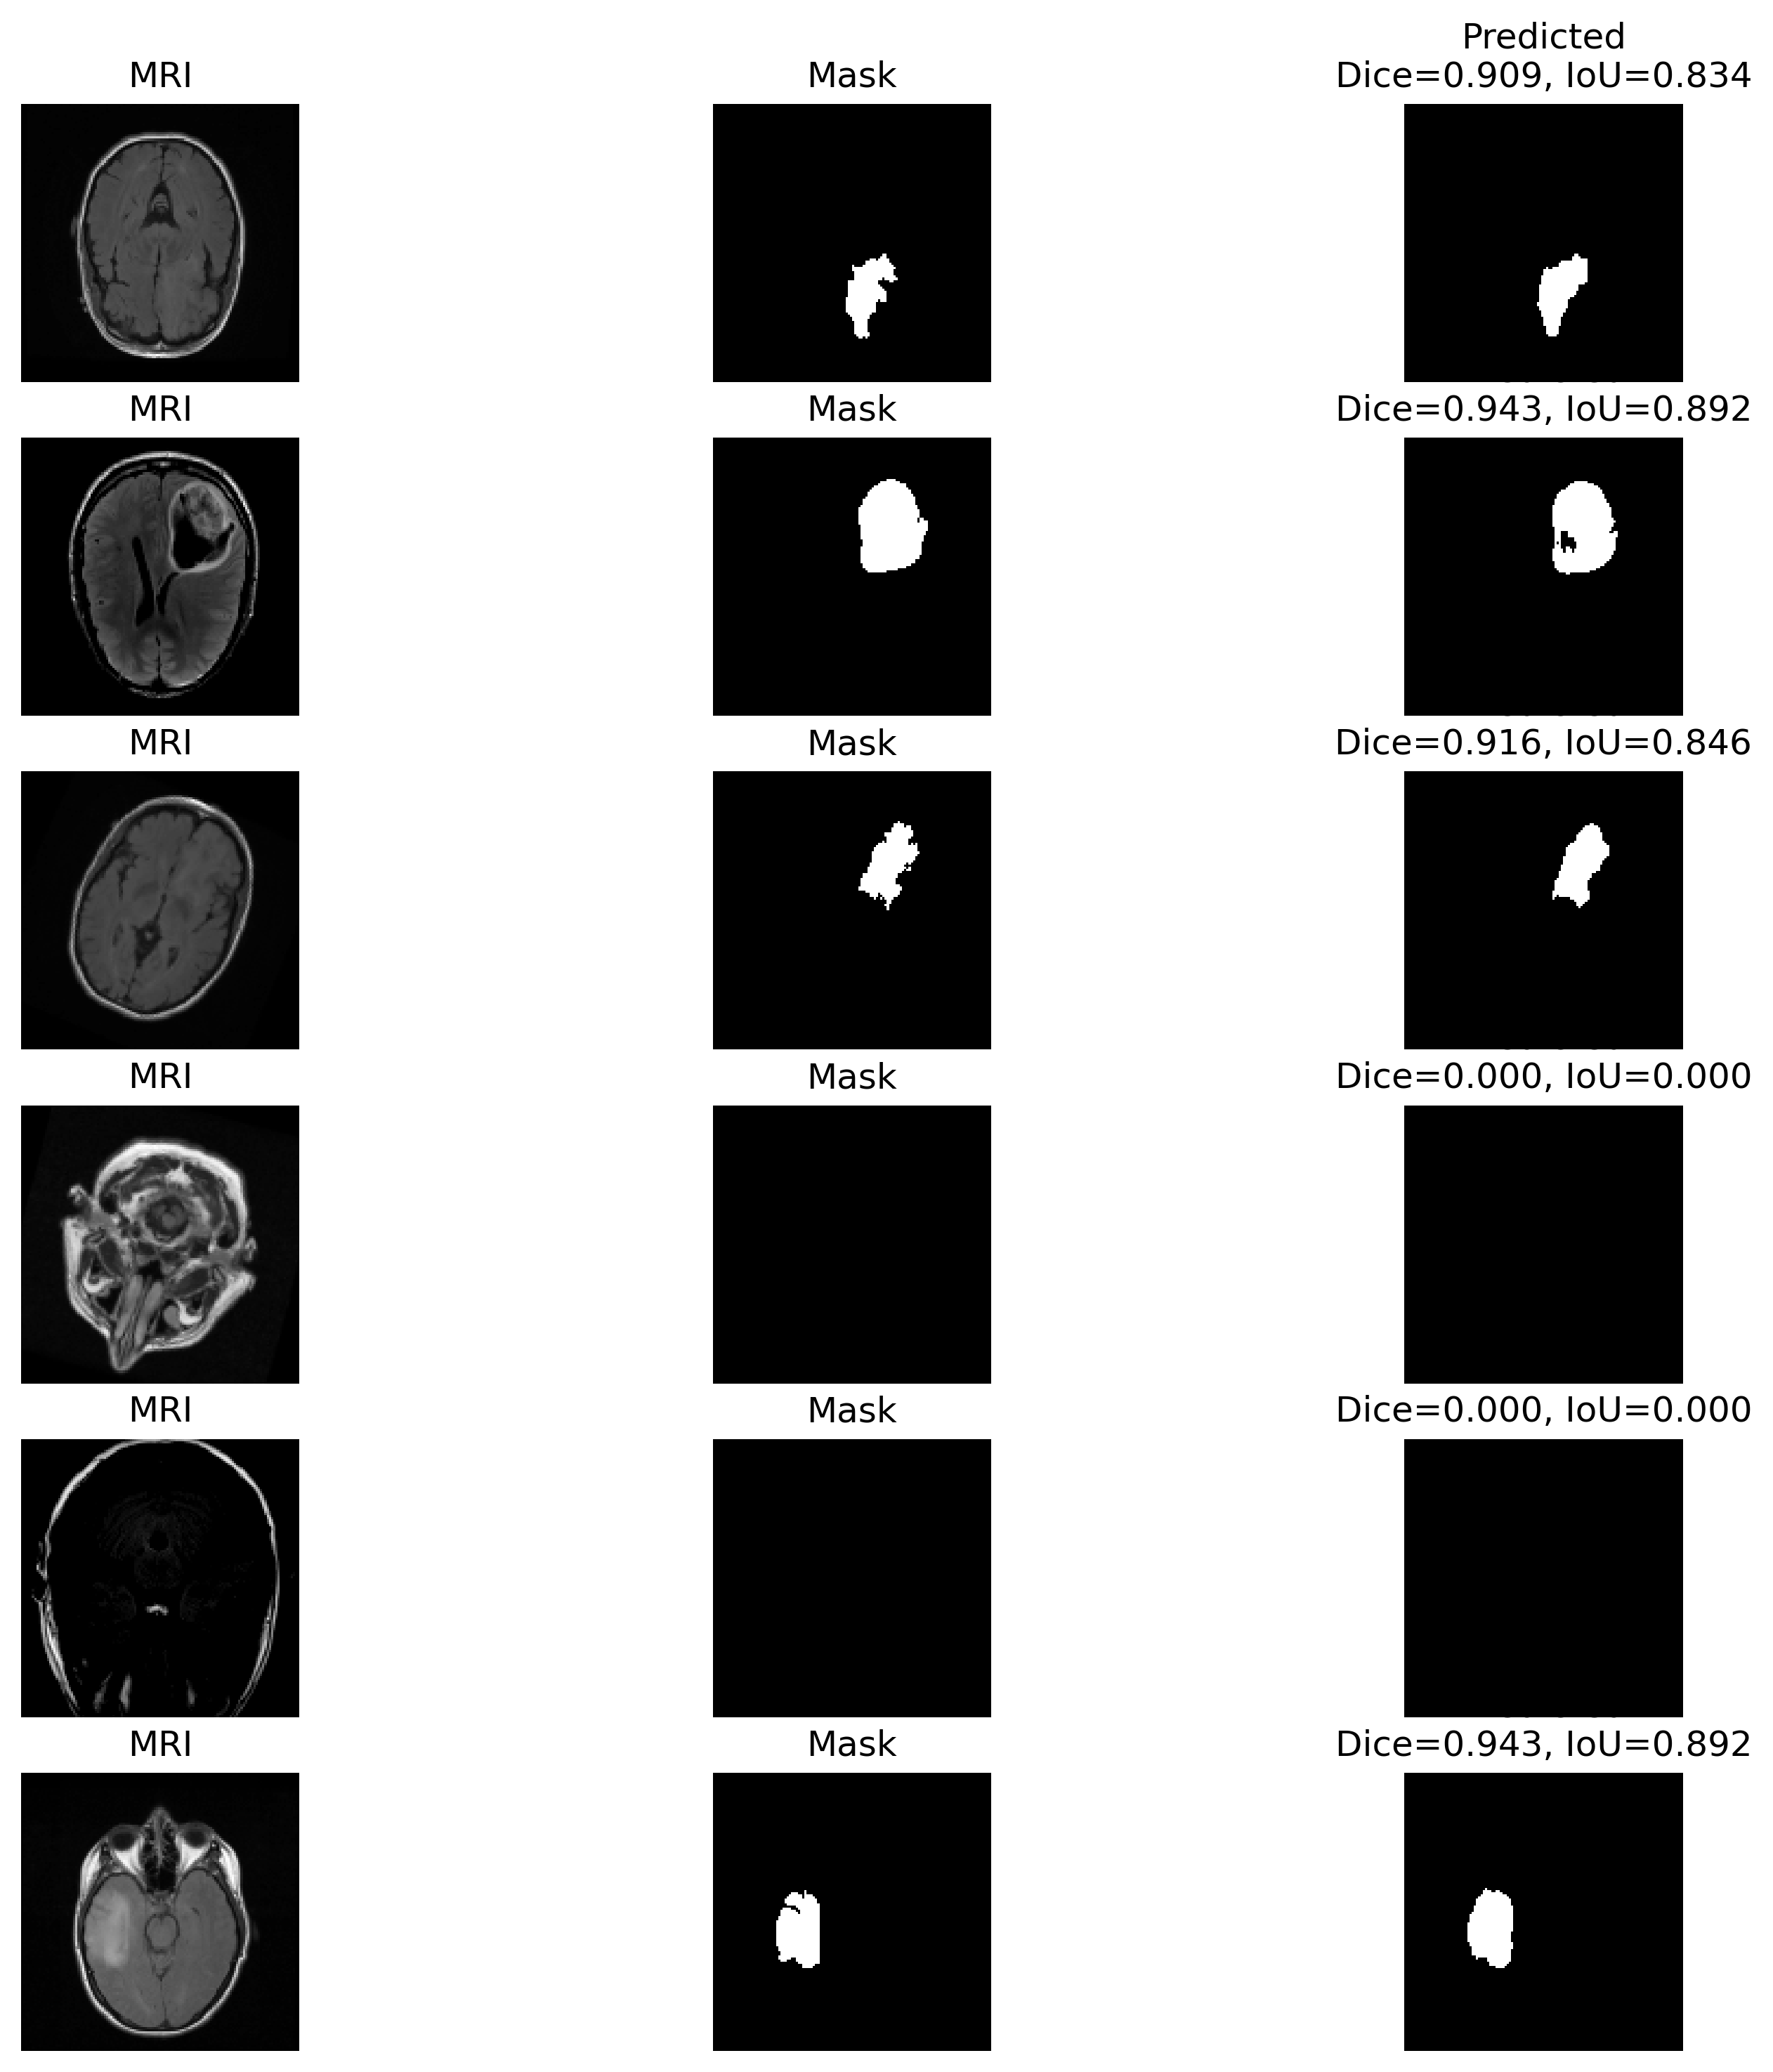 Predicted
MRI
Mask
Dice=0.909, IoU=0.834
MRI
Mask
Dice=0.943, IoU=0.892
MRI
Mask
Dice=0.916, IoU=0.846
MRI
Mask
Dice=0.000, IoU=0.000
MRI
Mask
Dice=0.000, IoU=0.000
MRI
Mask
Dice=0.943, IoU=0.892